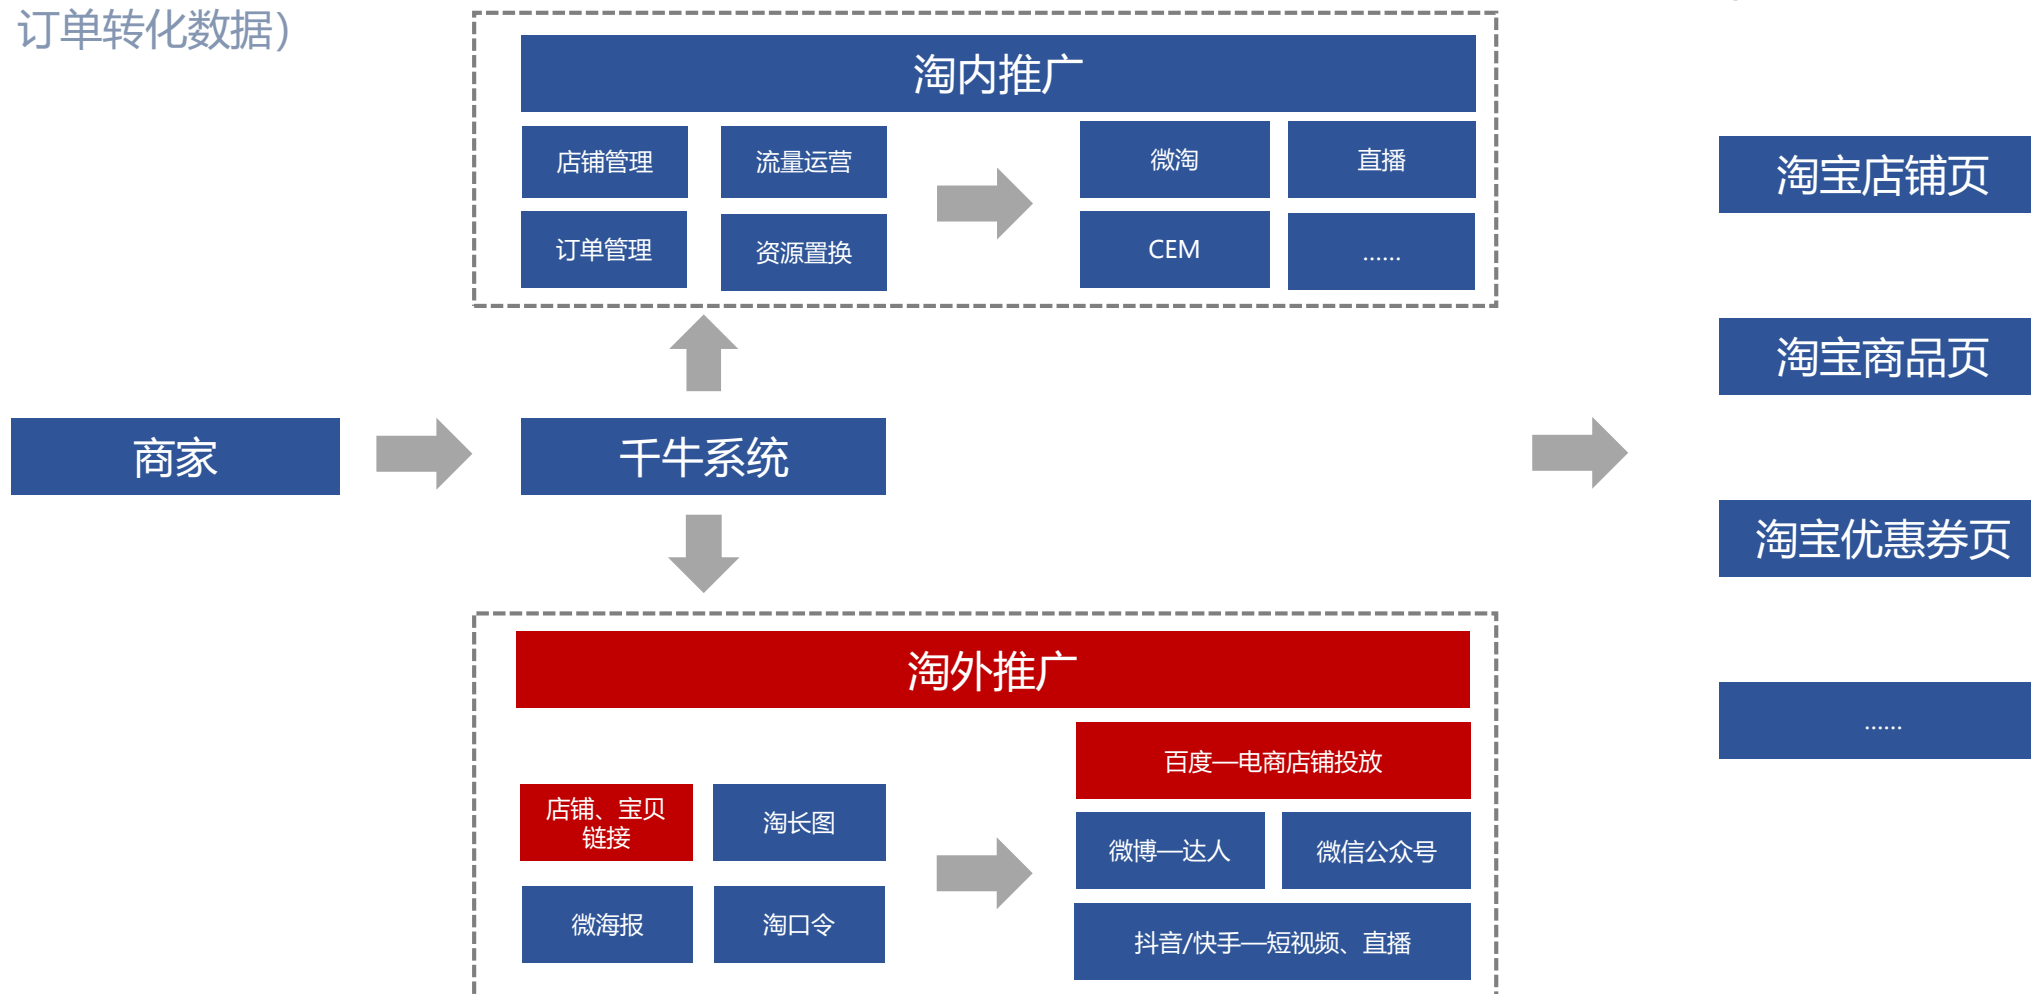 订单转化数据）
淘内推广
店铺管理
流量运营
微淘
直播
订单管理
资源置换
CEM
......
商家
千牛系统
淘外推广
百度—电商店铺投放
店铺、宝贝
链接
淘长图
微博—达人
微信公众号
微海报
淘口令
抖音/快手—短视频、直播
淘宝店铺页
淘宝商品页
淘宝优惠券页
......